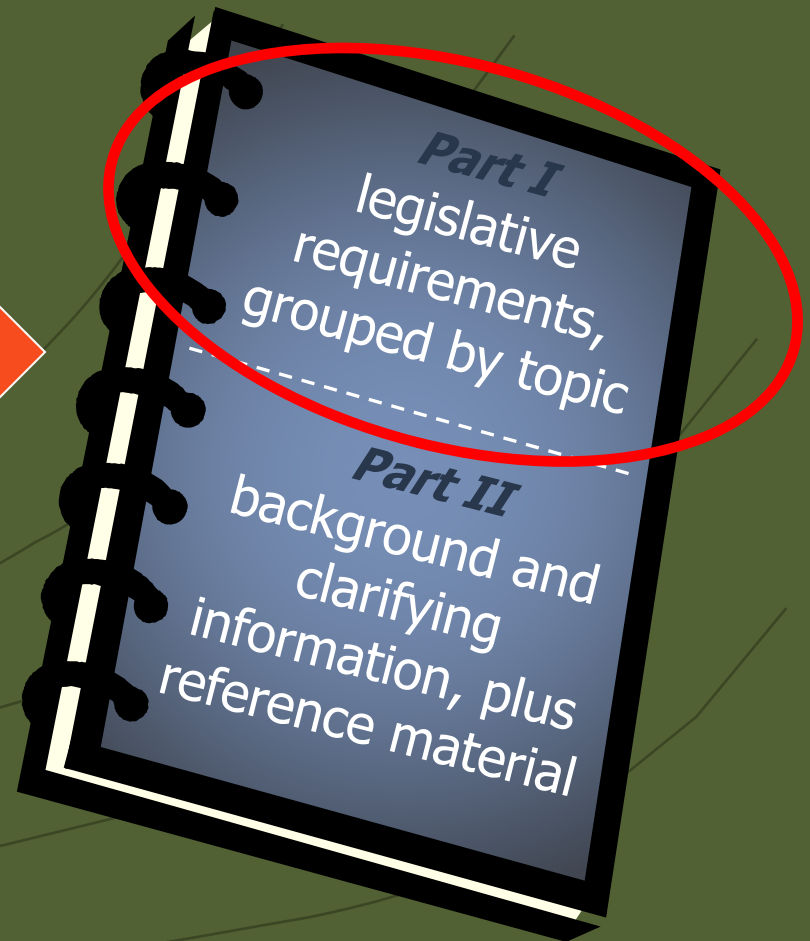 Part I
legislative
requirements,
grouped by topic
Part II
background and
clarifying
information, plus
reference material